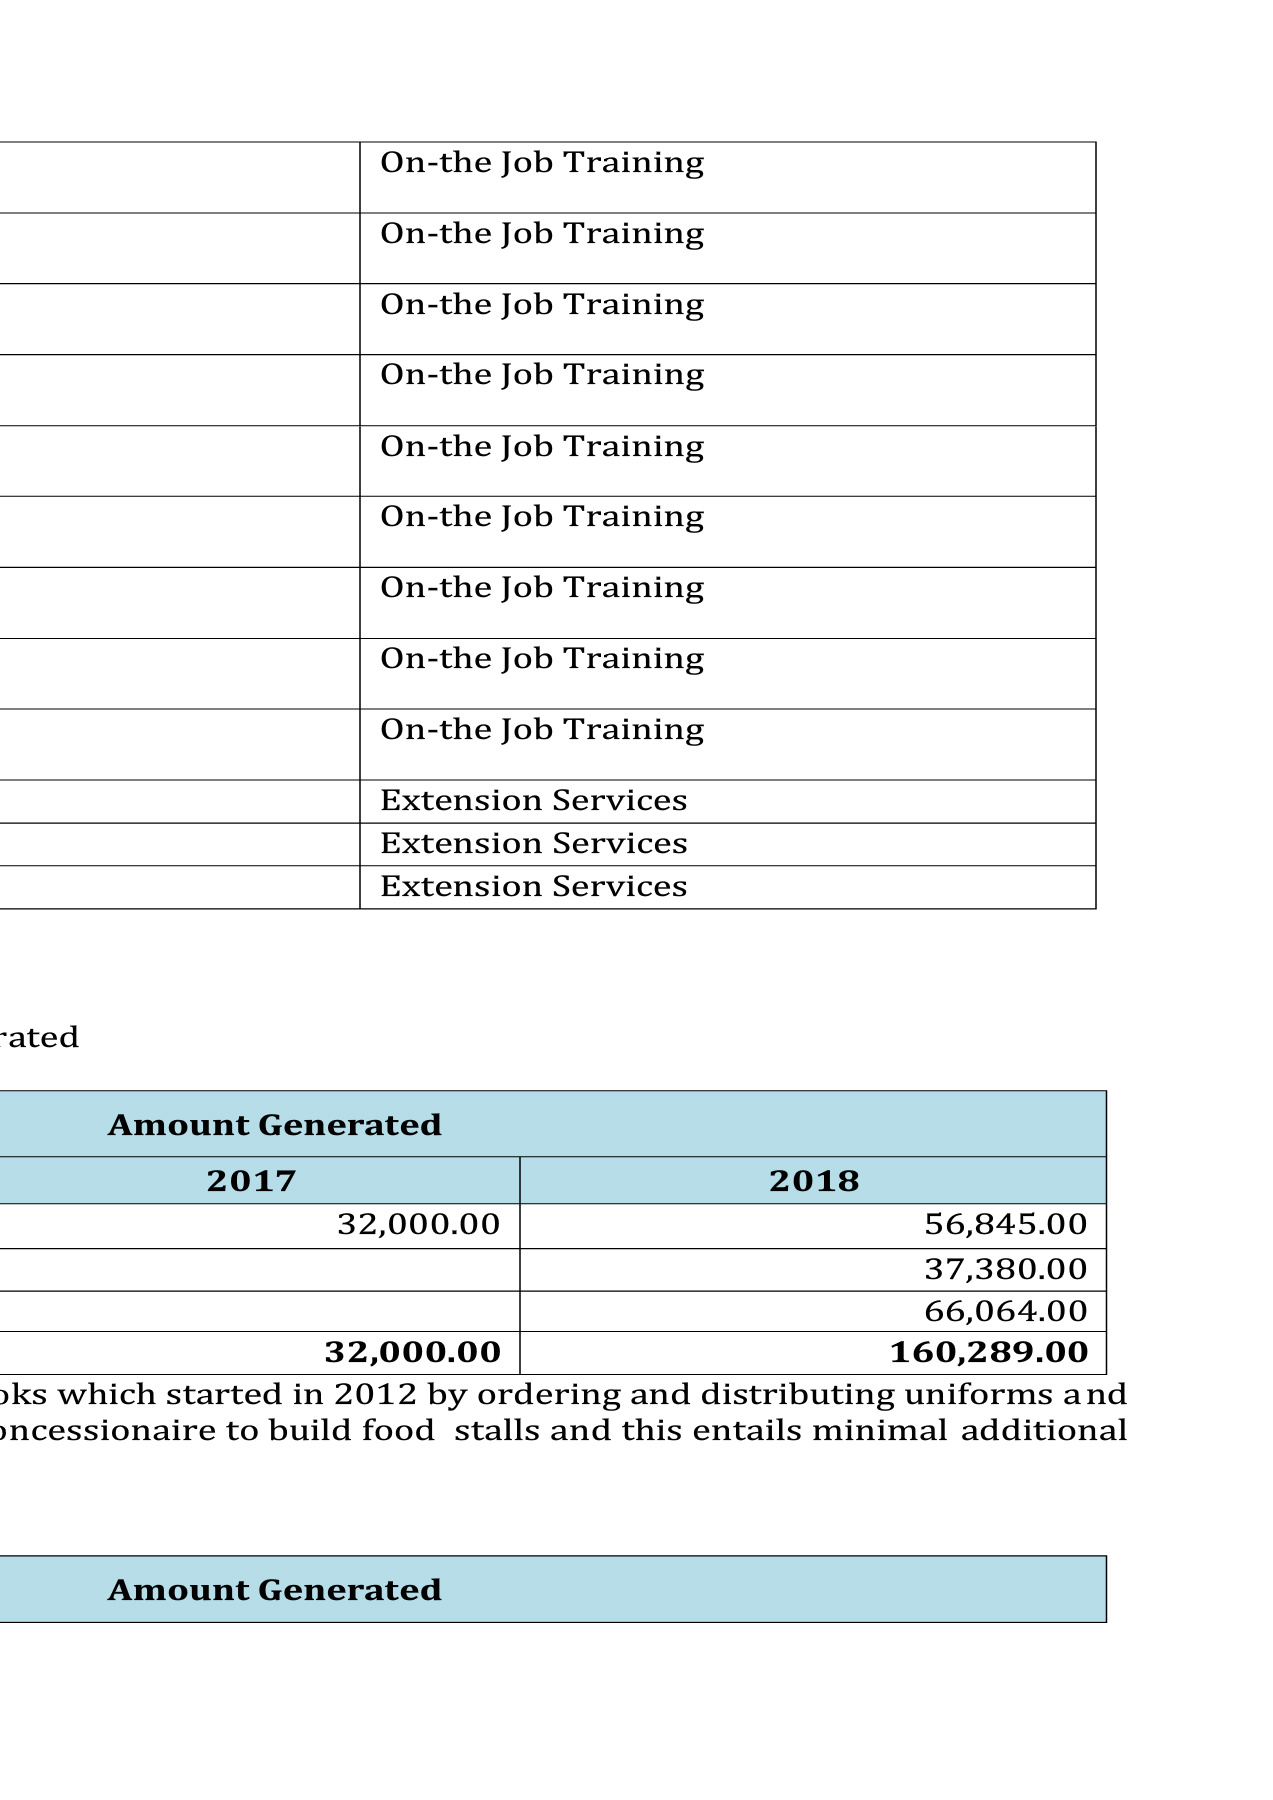 On-the Job Training
On-the Job Training
On-the Job Training
On-the Job Training
On-the Job Training
On-the Job Training
On-the Job Training
On-the Job Training
On-the Job Training
Extension Services
Extension Services
Extension Services
rated
Amount Generated
2017 2018
32,000.00 56,845.00
37,380.00
66,064.00
32,000.00 160,289.00
oks which started in 2012 by ordering and distributing uniforms and
oncessionaire to build food stalls and this entails minimal additional
Amount Generated